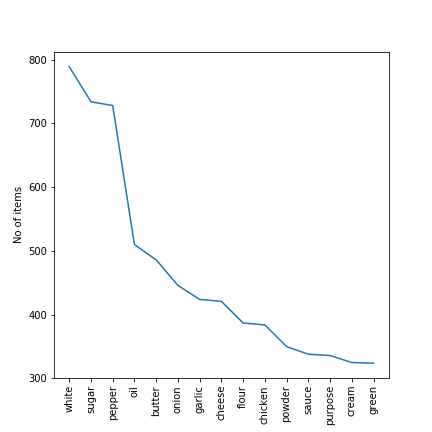 800
700
600
500
400
300
No of items
white
sugar
pepper
oil
butter
onion
garlic
cheese
flour
chicken
powder
sauce
purpose
cream
green